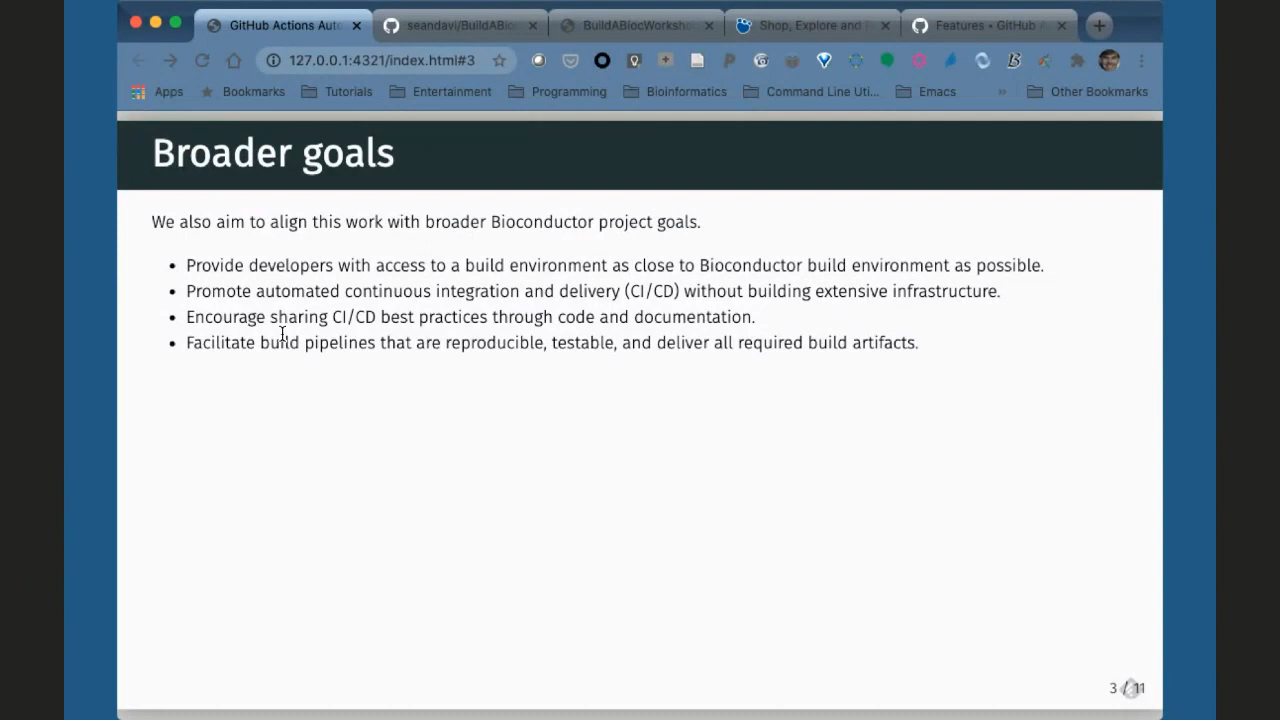 GitHub Actions Aut
seandavi/BuildABio
BuildABiocWorksho
Shop, Explore and
Features • GitHub
127.0.0.1:4321/index.html#3
Apps
Bookmarks
Tutorials
Entertainment
Programming
Bioinformatics
Command Line Uti...
Emacs
»
Other Bookmarks
Broader goals
We also aim to align this work with broader Bioconductor project goals.
• Provide developers with access to a build environment as close to Bioconductor build environment as possible.
• Promote automated continuous integration and delivery (CI/CD) without building extensive infrastructure.
• Encourage sharing CI/CD best practices through code and documentation.
• Facilitate build pipelines that are reproducible, testable, and deliver all required build artifacts.
3 / 11